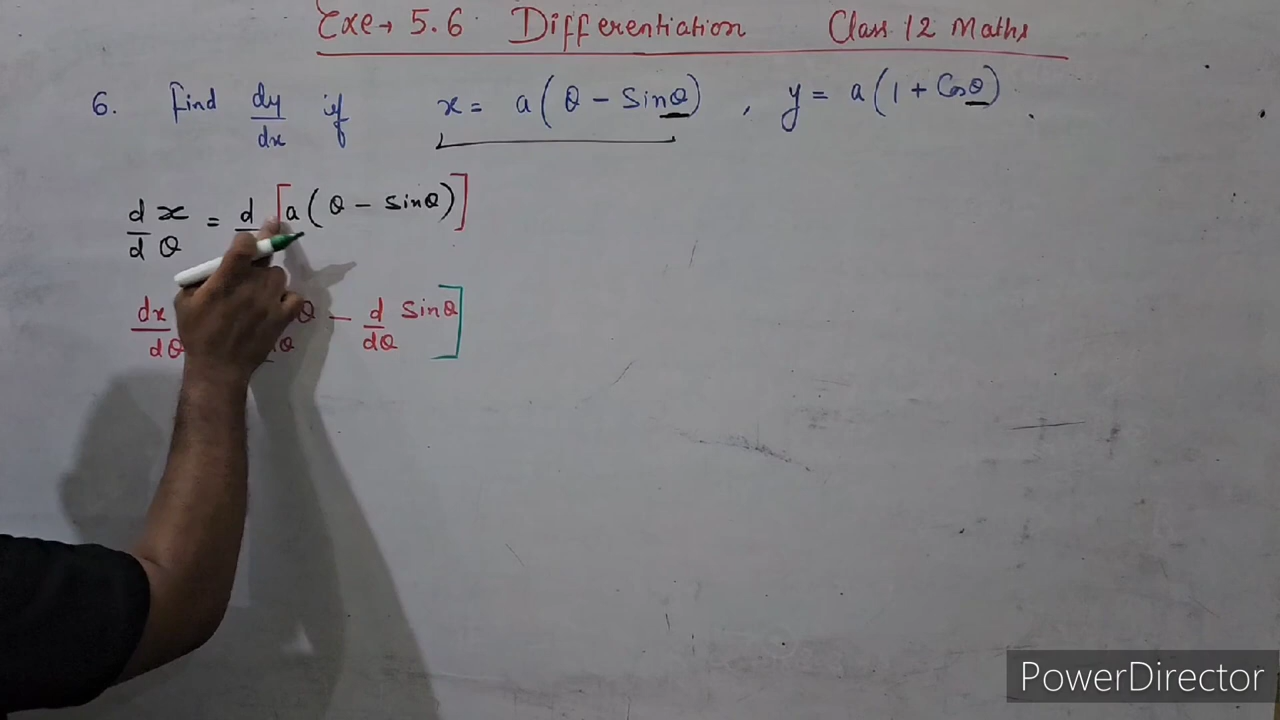 Exe→ 5.6 Differentiation Class 12 Maths
6. Find dy/dx if x = a(θ - Sinθ) , y = a(1 + Cosθ) .
d x/d θ = d [a(θ - sinθ)]
dx/dθ θ - d/dθ Sinθ]
PowerDirector